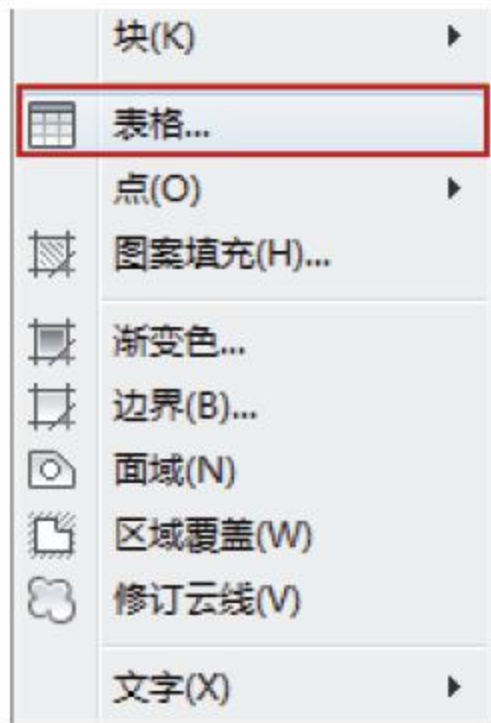 块(K)
表格...
点(O)
图案填充(H)...
渐变色...
边界(B)...
面域(N)
区域覆盖(W)
修订云线(V)
文字(X)